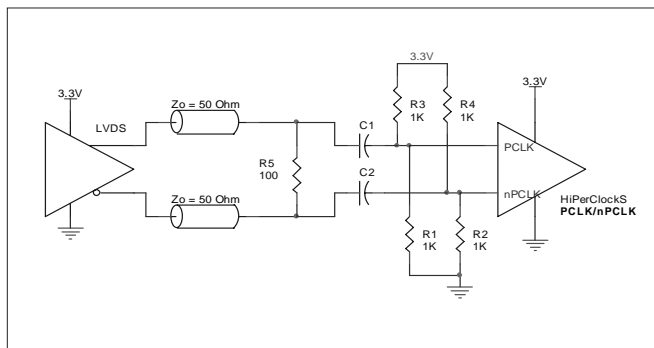 3.3V
3.3V
3.3V
Zo = 50 Ohm
LVDS
C1
R3
1K
R4
1K
PCLK
R5
100
C2
nPCLK
Zo = 50 Ohm
R1
1K
R2
1K
HiPerClockS
PCLK/nPCLK